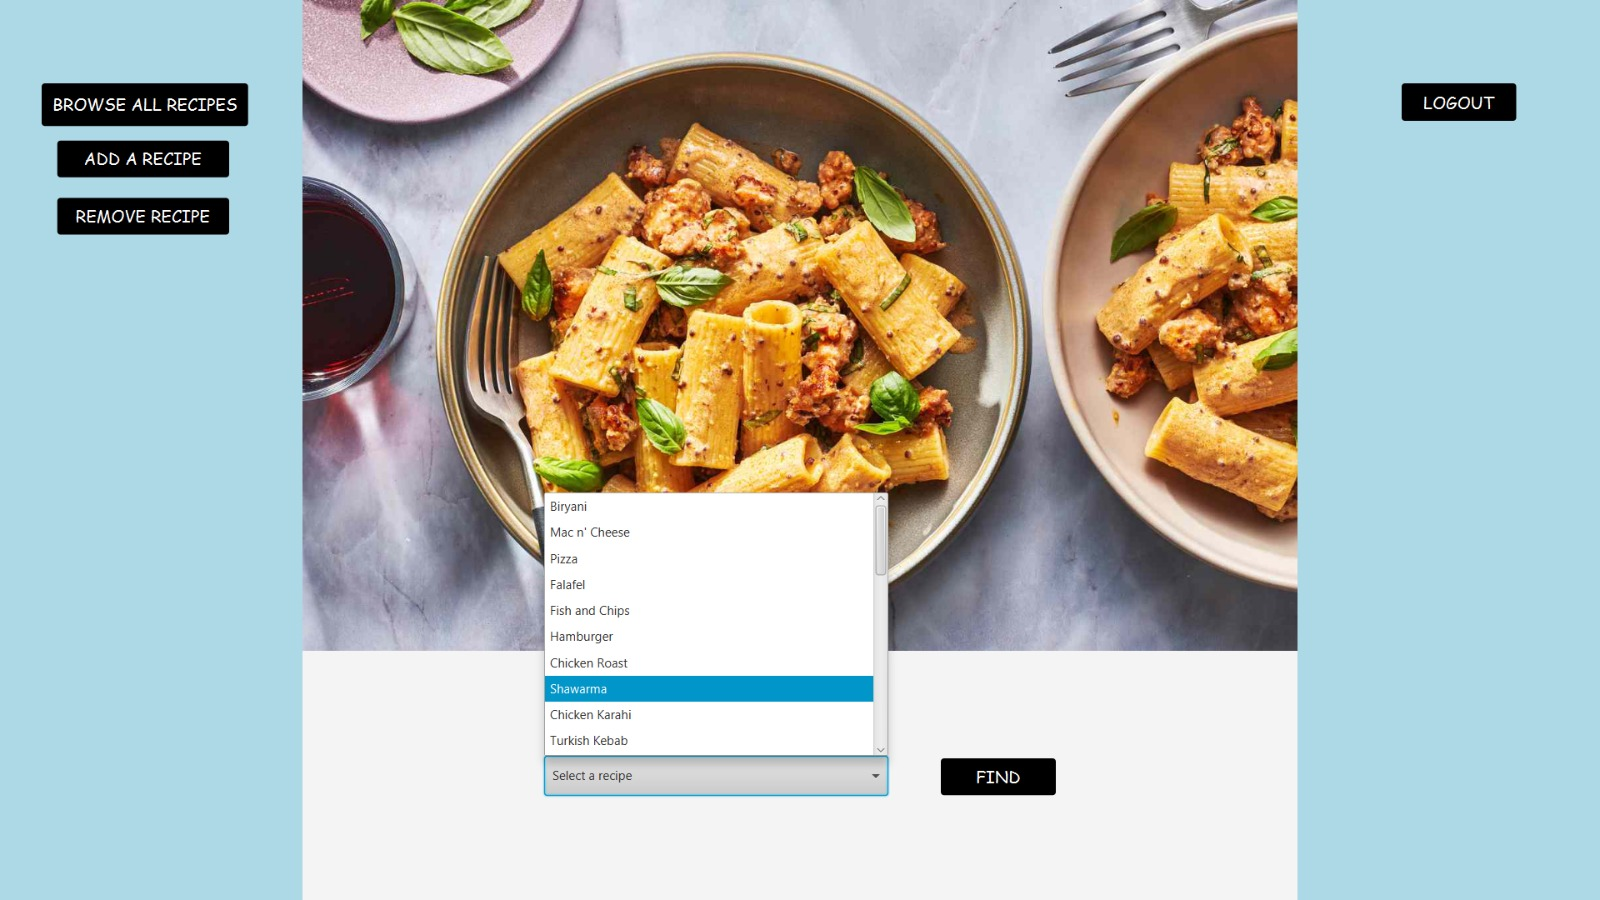 BROWSE ALL RECIPES
ADD A RECIPE
REMOVE RECIPE
LOGOUT
Biryani
Mac n' Cheese
Pizza
Falafel
Fish and Chips
Hamburger
Chicken Roast
Shawarma
Chicken Karahi
Turkish Kebab
Select a recipe
FIND